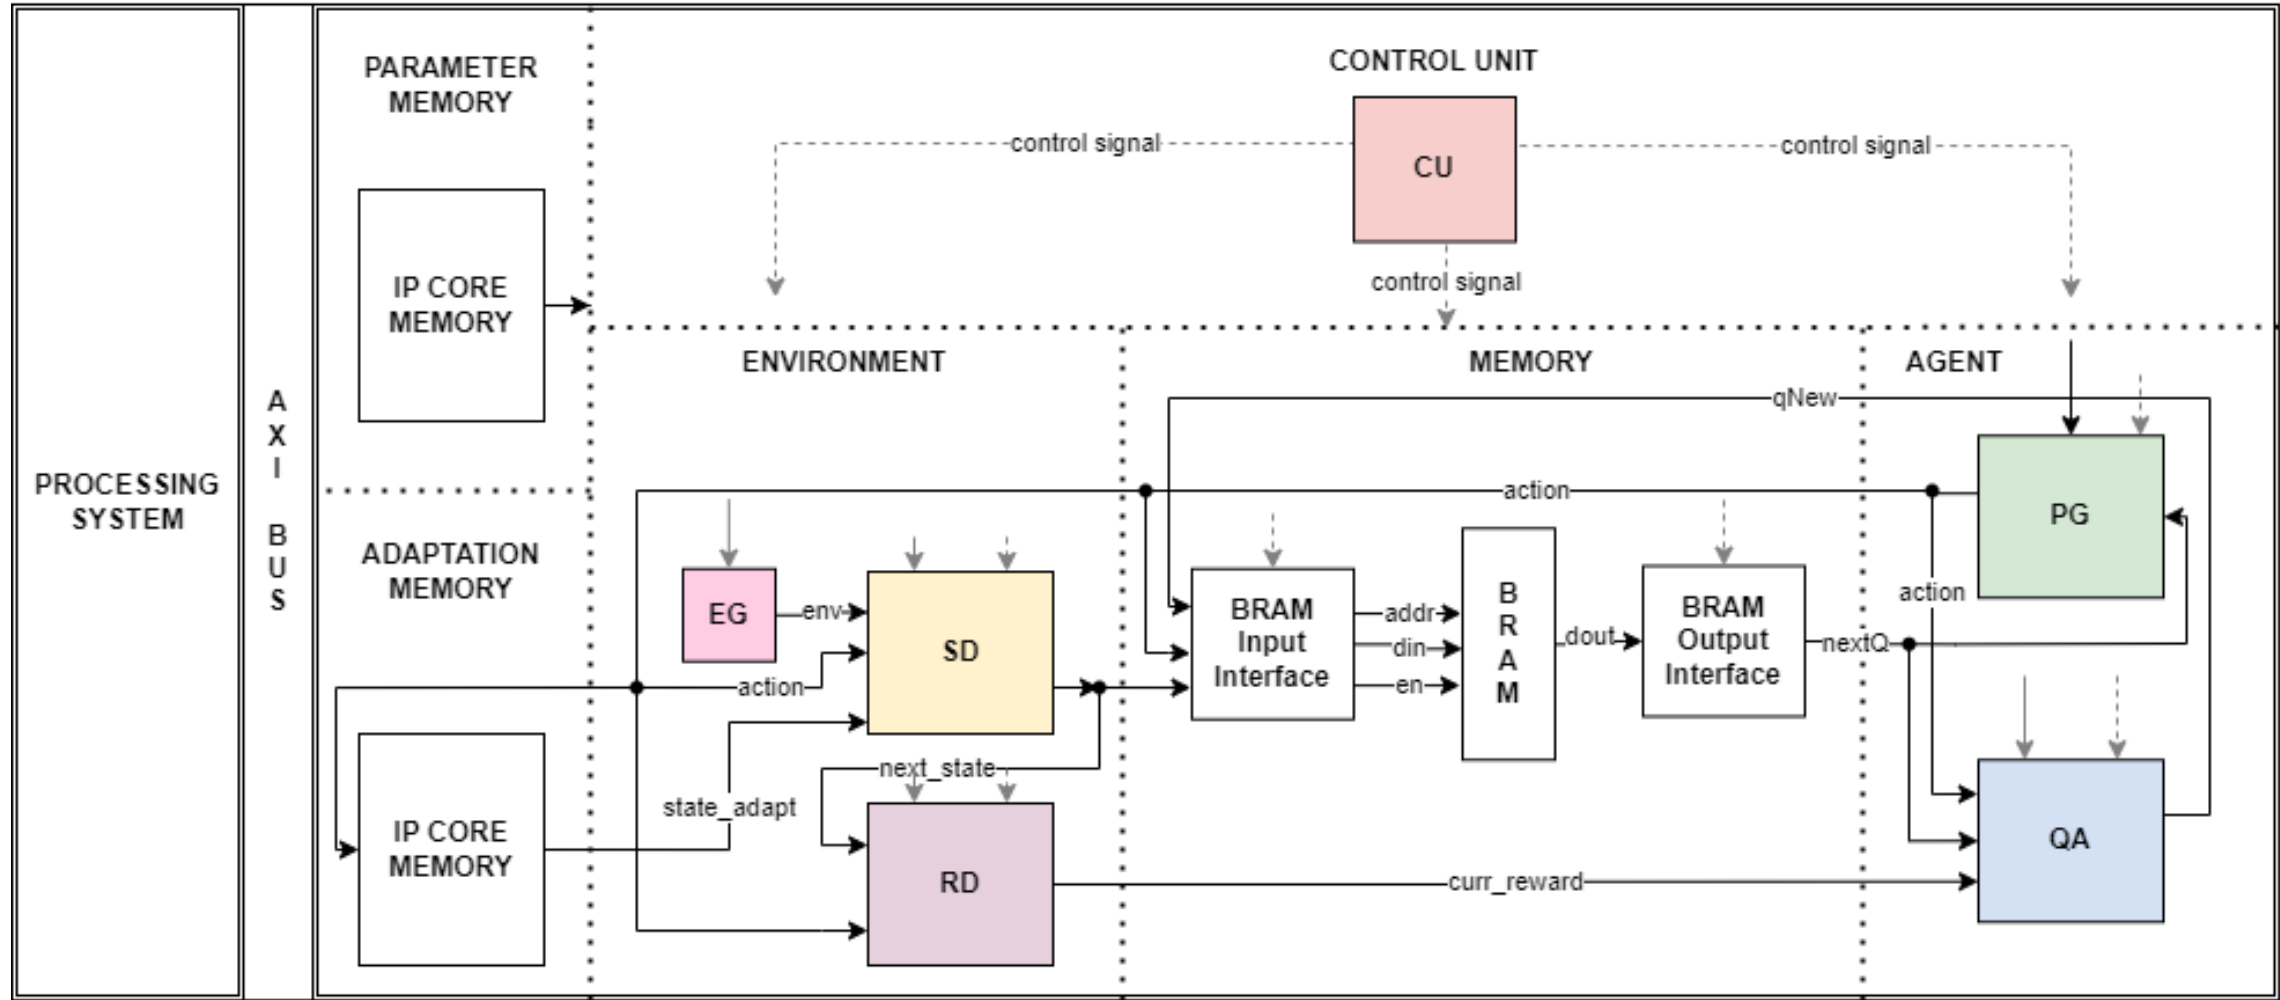 PROCESSING
SYSTEM
A
X
I
B
U
S
PARAMETER
MEMORY
IP CORE
MEMORY
ADAPTATION
MEMORY
IP CORE
MEMORY
CONTROL UNIT
CU
control signal
control signal
control signal
ENVIRONMENT
EG
env
SD
action
next_state
state_adapt
RD
MEMORY
qNew
action
BRAM
Input
Interface
addr
din
en
B
R
A
M
dout
BRAM
Output
Interface
nextQ
curr_reward
AGENT
PG
action
QA